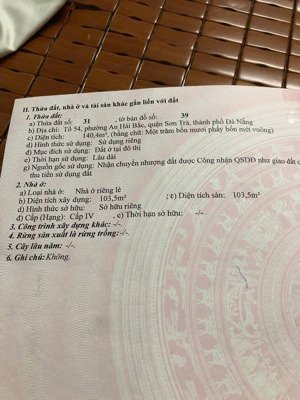 II. Thửa đất, nhà ở và tài sản khác gắn liền với đất
1. Thửa đất:
a) Thửa đất số: 31 , tờ bản đồ số: 39
b) Địa chỉ: Tổ 54, phường An Hải Bắc, quận Sơn Trà, thành phố Đà Nẵng
c) Diện tích: 140,4m², (bằng chữ: Một trăm bốn mươi phẩy bốn mét vuông)
d) Hình thức sử dụng: Sử dụng riêng
đ) Mục đích sử dụng: Đất ở tại đô thị
e) Thời hạn sử dụng: Lâu dài
g) Nguồn gốc sử dụng: Nhận chuyển nhượng đất được Công nhận QSDĐ như giao đất
thu tiền sử dụng đất
2. Nhà ở:
a) Loại nhà ở: Nhà ở riêng lẻ
b) Diện tích xây dựng: 103,5m² ; c) Diện tích sàn: 103,5m²
d) Hình thức sở hữu: Sở hữu riêng
đ) Cấp (Hạng): Cấp IV , e) Thời hạn sở hữu: -/-
3. Công trình xây dựng khác: -/-.
4. Rừng sản xuất là rừng trồng: -/-.
5. Cây lâu năm: -/-.
6. Ghi chú: Không.